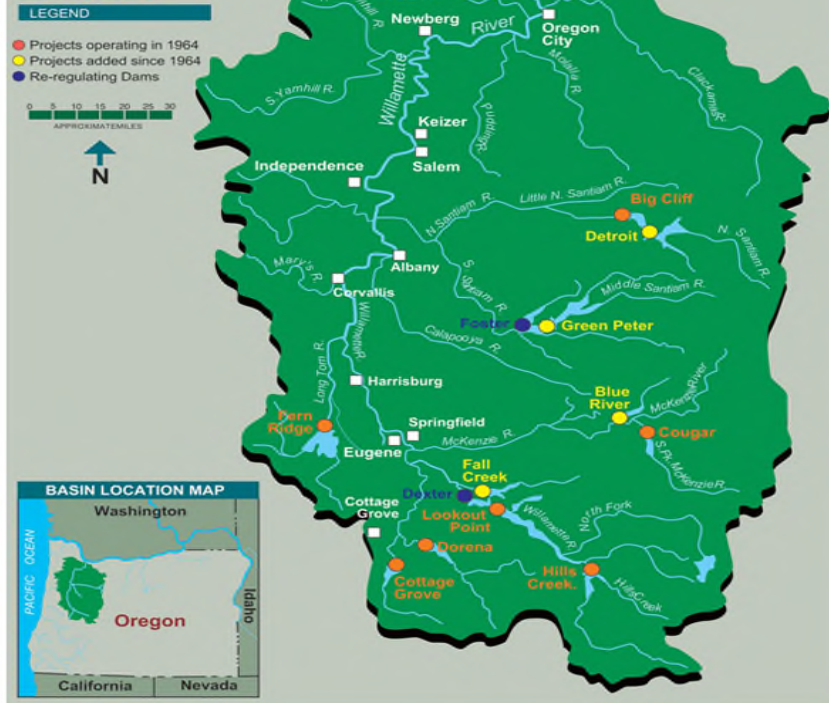 LEGEND
Projects operating in 1964
Projects added since 1964
Re-regulating Dams
0 5 10 15 20 25 30
APPROXIMATEMILES
N
Newberg
River
Oregon
City
Willamette
S.Yamhill R.
Molalla R.
Pudding R.
Clackamas R.
Keizer
Salem
Independence
Little N. Santiam R.
N Santiam R.
Big Cliff
Detroit
N. Santiam R.
Albany
Mary's R.
Corvallis
S. Santiam R.
Middle Santiam R.
Foster
Green Peter
Willamette R.
Calapooya R.
Long Tom R.
Harrisburg
Blue
River
McKenzie River
Fern
Ridge
Springfield
Eugene
McKenzie R.
Cougar
S.Fk. McKenzie R.
Fall
Creek
Dexter
Lookout
Point
Willamette R.
North Fork
Cottage
Grove
Dorena
Cottage
Grove
Hills
Creek.
Hills Creek
BASIN LOCATION MAP
Washington
PACIFIC OCEAN
Oregon
Idaho
California
Nevada